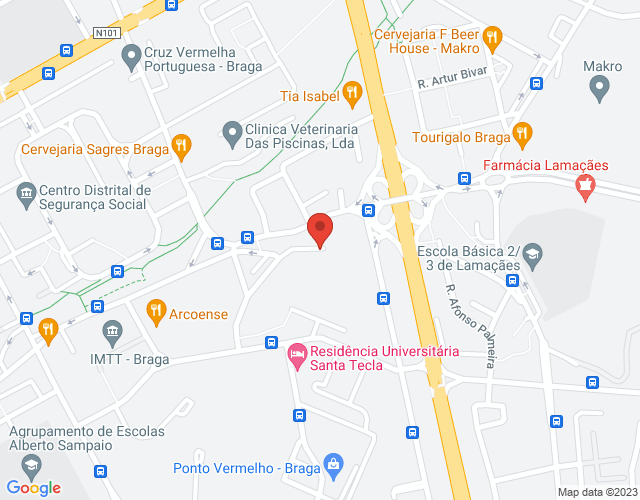 N101
Cruz Vermelha
Portuguesa - Braga
Cervejaria F Beer
House - Makro
R. Artur Bivar
Makro
Tia Isabel
Clinica Veterinaria
Das Piscinas, Lda
Cervejaria Sagres Braga
Tourigalo Braga
Farmácia Lamaçães
Centro Distrital de
Segurança Social
Escola Básica 2/
3 de Lamaçães
R. Afonso Palmeira
Arcoense
IMTT - Braga
Residência Universitária
Santa Tecla
Agrupamento de Escolas
Alberto Sampaio
Ponto Vermelho - Braga
Google
Map data ©2023